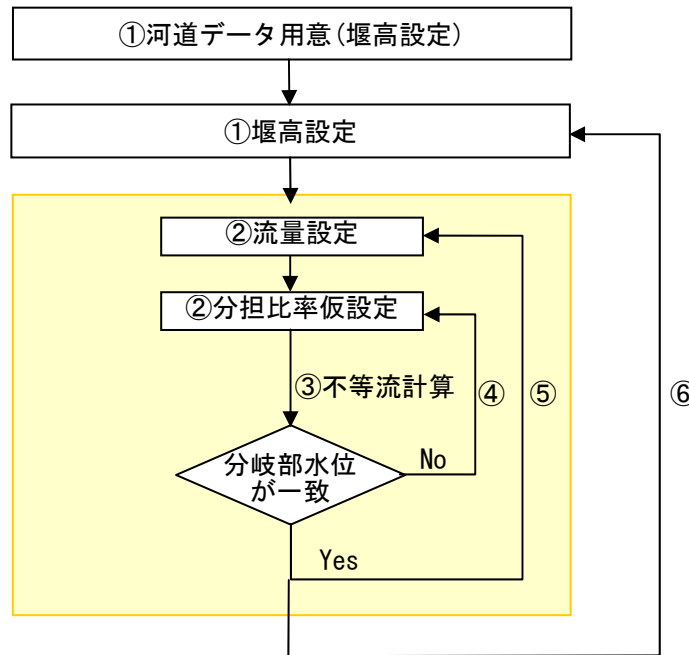 ①河道データ用意(堰高設定)
①堰高設定
②流量設定
②分担比率仮設定
③不等流計算
④
⑤
⑥
分岐部水位
が一致
No
Yes